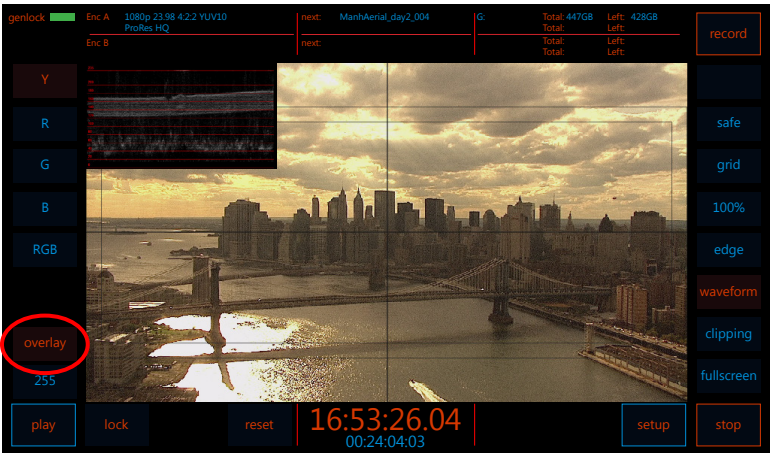 genlock
Enc A 1080p 23.98 4:2:2 YUV10
ProRes HQ
next: ManhAerial_day2_004
G: Total: 447GB Left: 428GB
Total: Left:
record
Enc B
next:
Total: Left:
Total: Left:
Y
R
G
B
RGB
overlay
255
safe
grid
100%
edge
waveform
clipping
fullscreen
play
lock
reset
16:53:26.04
00:24:04:03
setup
stop